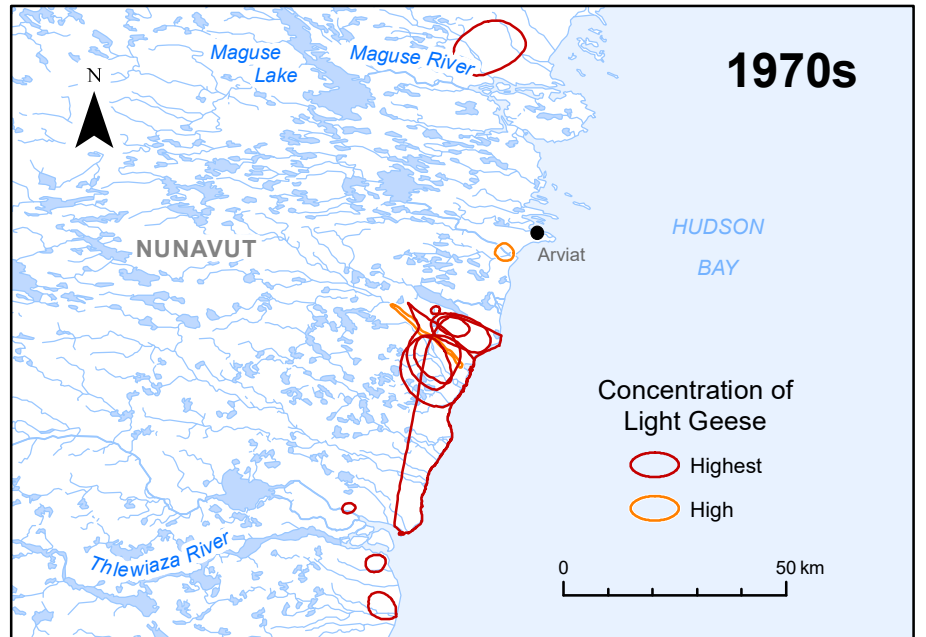 1970s
Maguse
Lake
Maguse River
N
NUNAVUT
HUDSON
BAY
Arviat
Concentration of
Light Geese
Highest
High
Thlewiaza River
0
50 km